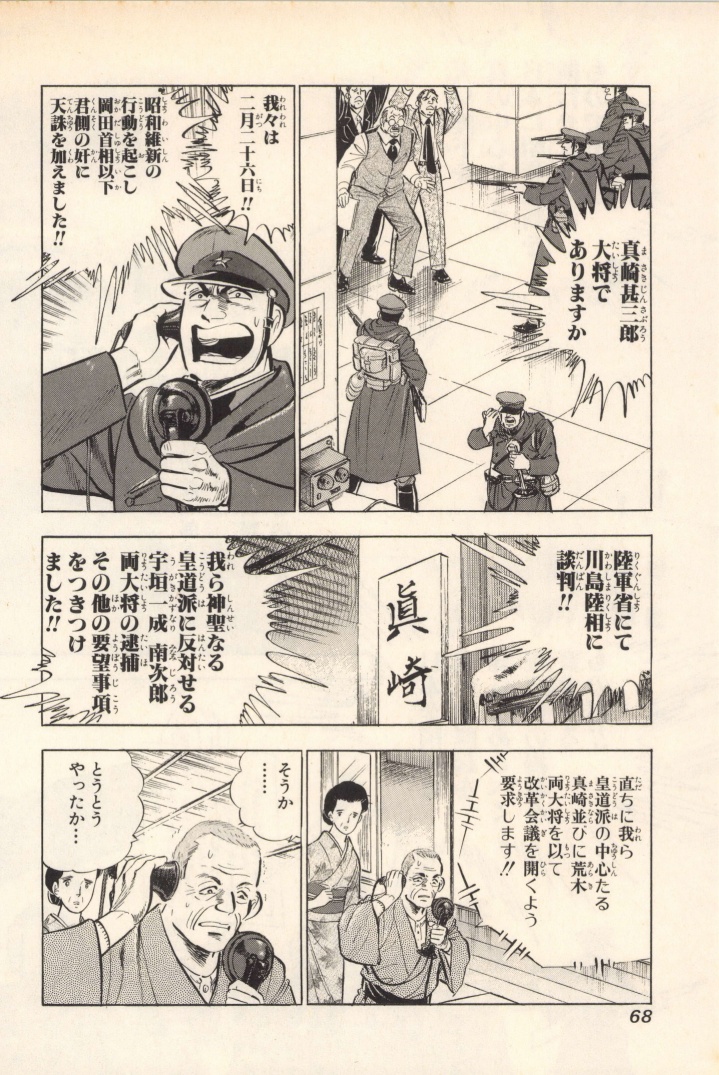 真崎甚三郎
大将で
ありますか
我々は
二月二十六日!!
昭和維新の
行動を起こし
岡田首相以下
君側の奸に
天誅を加えました!!
陸軍省にて
川島陸相に
談判!!
眞崎
我ら神聖なる
皇道派に反対せる
宇垣一成 南次郎
両大将の逮捕
その他の要望事項
をつきつけ
ました!!
直ちに我ら
皇道派の中心たる
真崎並びに荒木
両大将を以て
改革会議を開くよう
要求します!!
そうか
……
とうとう
やったか…
68